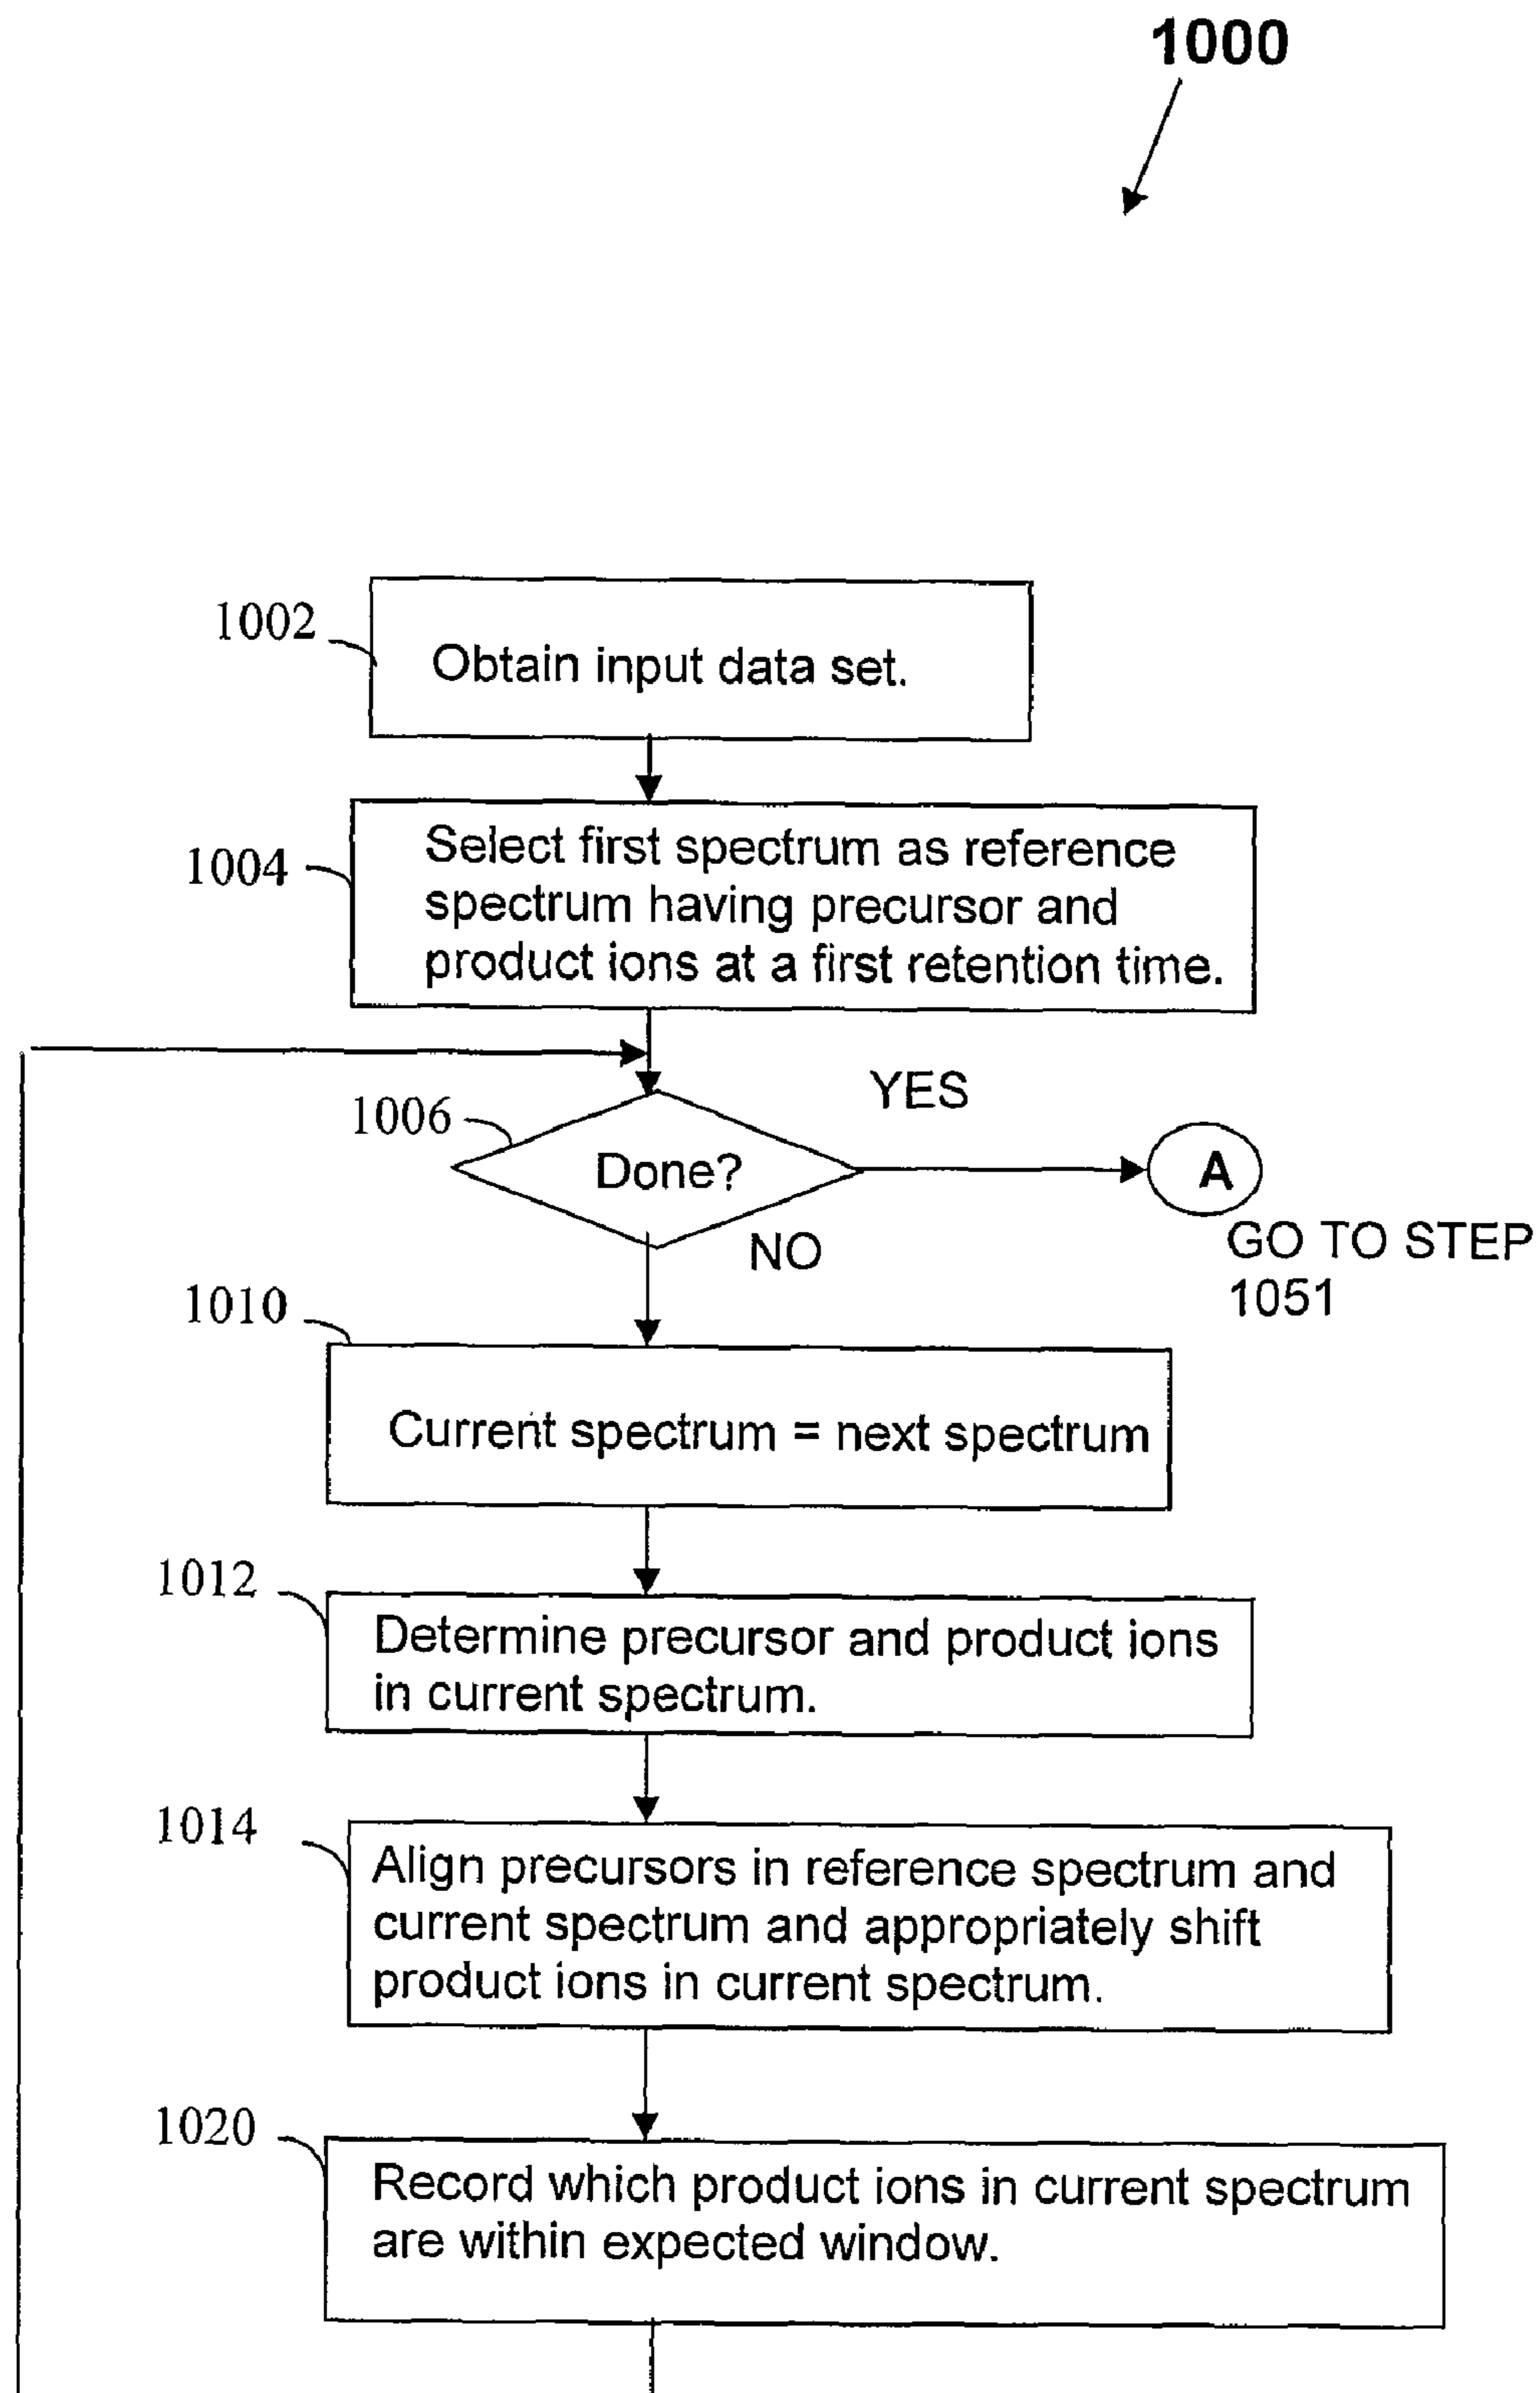 1000
1002
Obtain input data set.
1004
Select first spectrum as reference
spectrum having precursor and
product ions at a first retention time.
1006
Done?
YES
A
GO TO STEP
1051
NO
1010
Current spectrum = next spectrum
1012
Determine precursor and product ions
in current spectrum.
1014
Align precursors in reference spectrum and
current spectrum and appropriately shift
product ions in current spectrum.
1020
Record which product ions in current spectrum
are within expected window.